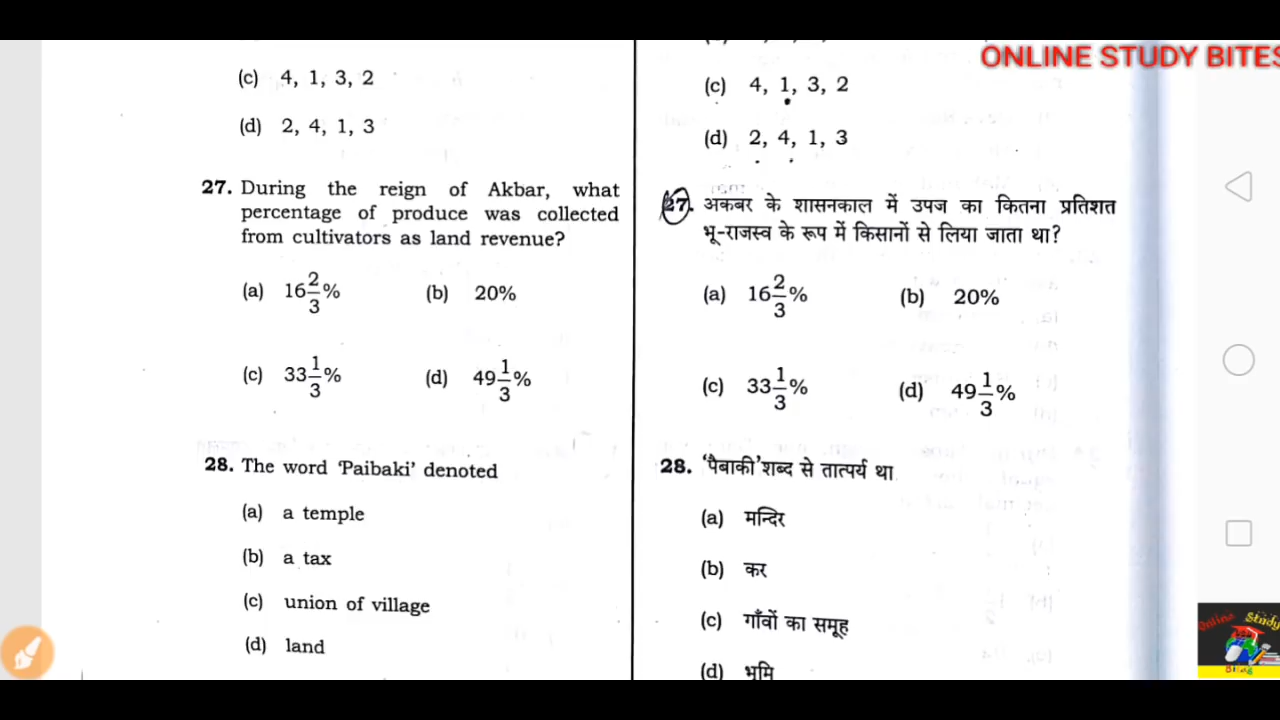 ONLINE STUDY BITES
(c) 4, 1, 3, 2
(d) 2, 4, 1, 3
27. During the reign of Akbar, what
percentage of produce was collected
from cultivators as land revenue?
(a) 16 2/3 % (b) 20%
(c) 33 1/3 % (d) 49 1/3 %
28. The word ‘Paibaki’ denoted
(a) a temple
(b) a tax
(c) union of village
(d) land
(c) 4, 1, 3, 2
(d) 2, 4, 1, 3
27. अकबर के शासनकाल में उपज का कितना प्रतिशत
भू-राजस्व के रूप में किसानों से लिया जाता था?
(a) 16 2/3 % (b) 20%
(c) 33 1/3 % (d) 49 1/3 %
28. ‘पैबाकी’ शब्द से तात्पर्य था
(a) मन्दिर
(b) कर
(c) गाँवों का समूह
(d) भूमि
Online Study
Bites